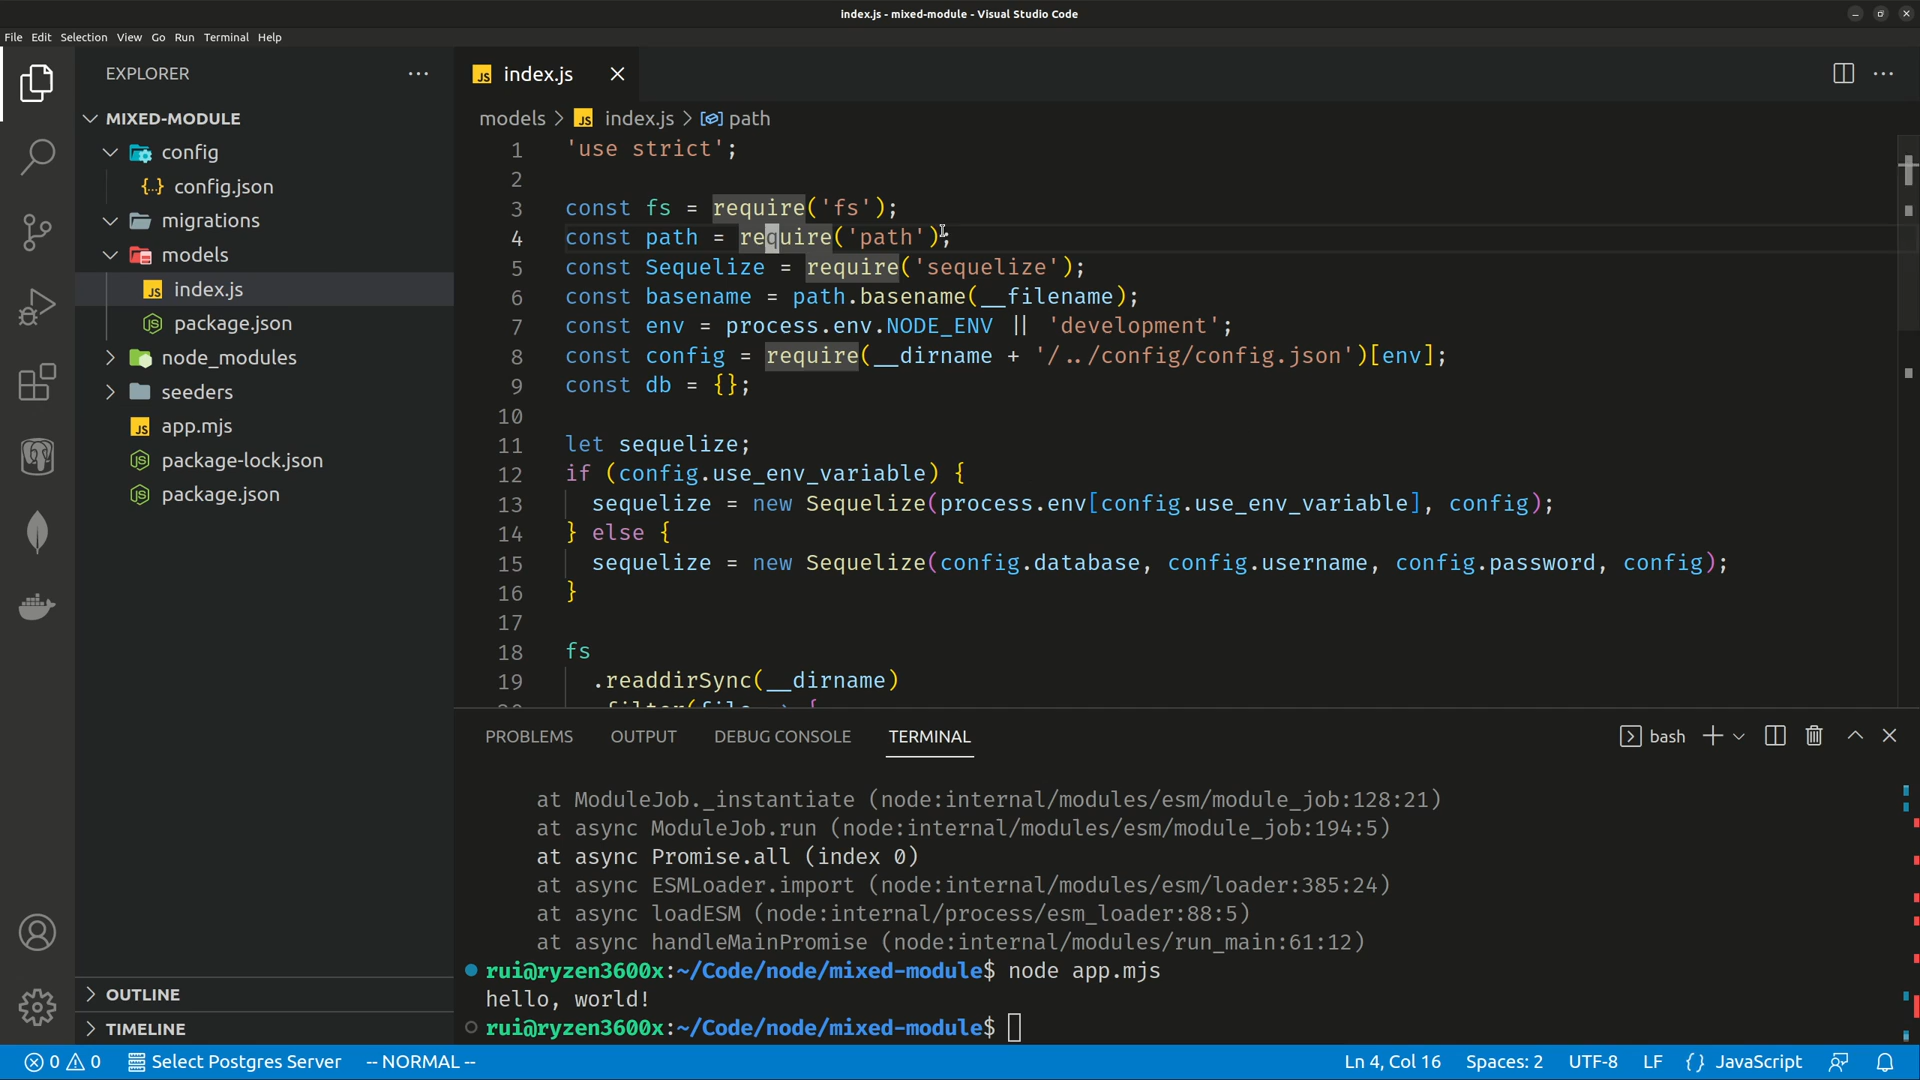 index.js - mixed-module - Visual Studio Code
File Edit Selection View Go Run Terminal Help
EXPLORER
MIXED-MODULE
config
config.json
migrations
models
index.js
package.json
node_modules
seeders
app.mjs
package-lock.json
package.json
OUTLINE
TIMELINE
JS index.js
models > JS index.js > path
1 'use strict';
2
3 const fs = require('fs');
4 const path = require('path');
5 const Sequelize = require('sequelize');
6 const basename = path.basename(__filename);
7 const env = process.env.NODE_ENV || 'development';
8 const config = require(__dirname + '/../config/config.json')[env];
9 const db = {};
10
11 let sequelize;
12 if (config.use_env_variable) {
13 sequelize = new Sequelize(process.env[config.use_env_variable], config);
14 } else {
15 sequelize = new Sequelize(config.database, config.username, config.password, config);
16 }
17
18 fs
19 .readdirSync(__dirname)
PROBLEMS OUTPUT DEBUG CONSOLE TERMINAL
bash
at ModuleJob._instantiate (node:internal/modules/esm/module_job:128:21)
at async ModuleJob.run (node:internal/modules/esm/module_job:194:5)
at async Promise.all (index 0)
at async ESMLoader.import (node:internal/modules/esm/loader:385:24)
at async loadESM (node:internal/process/esm_loader:88:5)
at async handleMainPromise (node:internal/modules/run_main:61:12)
rui@ryzen3600x:~/Code/node/mixed-module$ node app.mjs
hello, world!
rui@ryzen3600x:~/Code/node/mixed-module$
0 0 Select Postgres Server -- NORMAL -- Ln 4, Col 16 Spaces: 2 UTF-8 LF {} JavaScript